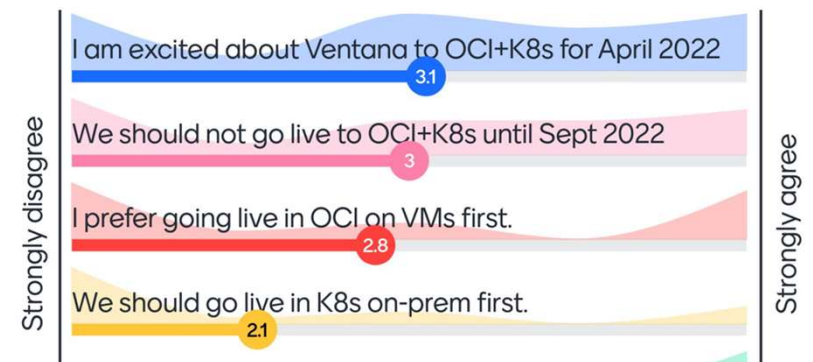 I am excited about Ventana to OCI+K8s for April 2022
3.1
We should not go live to OCI+K8s until Sept 2022
3
I prefer going live in OCI on VMs first.
2.8
We should go live in K8s on-prem first.
2.1
Strongly disagree
Strongly agree